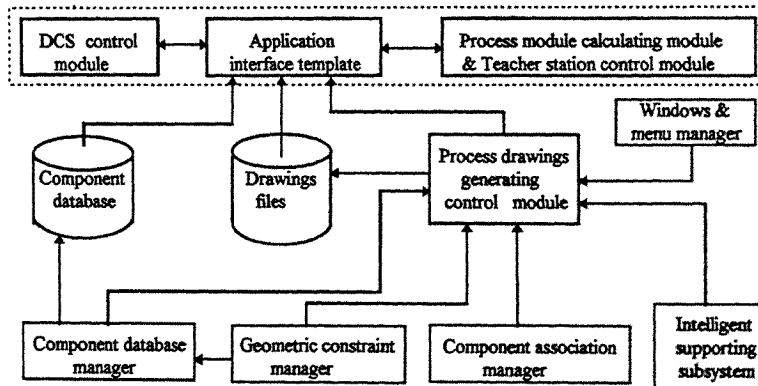 DCS control
module
Application
interface template
Process module calculating module
& Teacher station control module
Windows &
menu manager
Component
database
Drawings
files
Process drawings
generating
control module
Component database
manager
Geometric constraint
manager
Component association
manager
Intelligent
supporting
subsystem